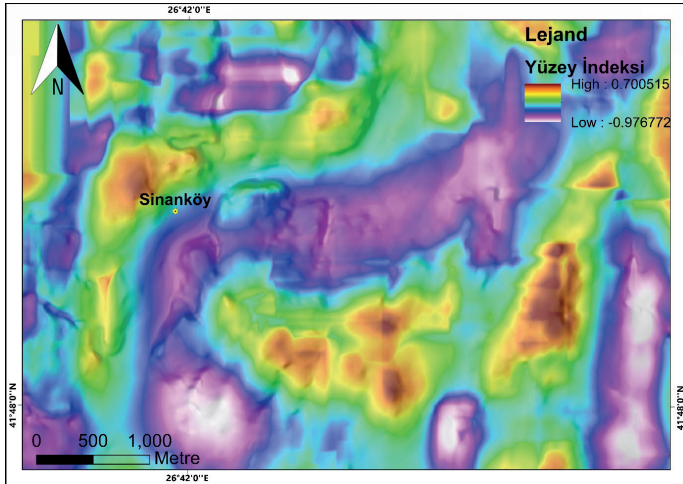 26°42'0''E
N
Lejand
Yüzey İndeksi
High : 0.700515
Low : -0.976772
Sinanköy
41°48'0''N
41°48'0''N
0 500 1,000
Metre
26°42'0''E